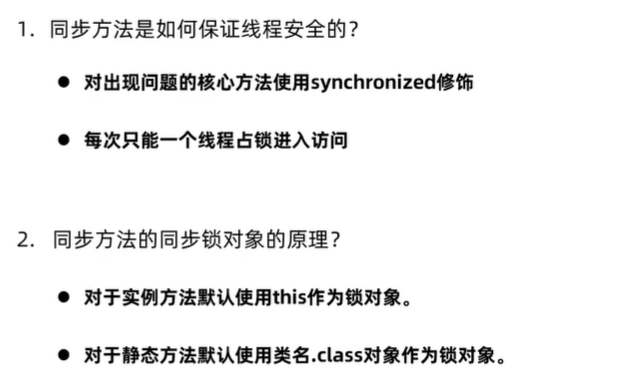 1. 同步方法是如何保证线程安全的？
● 对出现问题的核心方法使用synchronized修饰
● 每次只能一个线程占锁进入访问
2. 同步方法的同步锁对象的原理？
● 对于实例方法默认使用this作为锁对象。
● 对于静态方法默认使用类名.class对象作为锁对象。